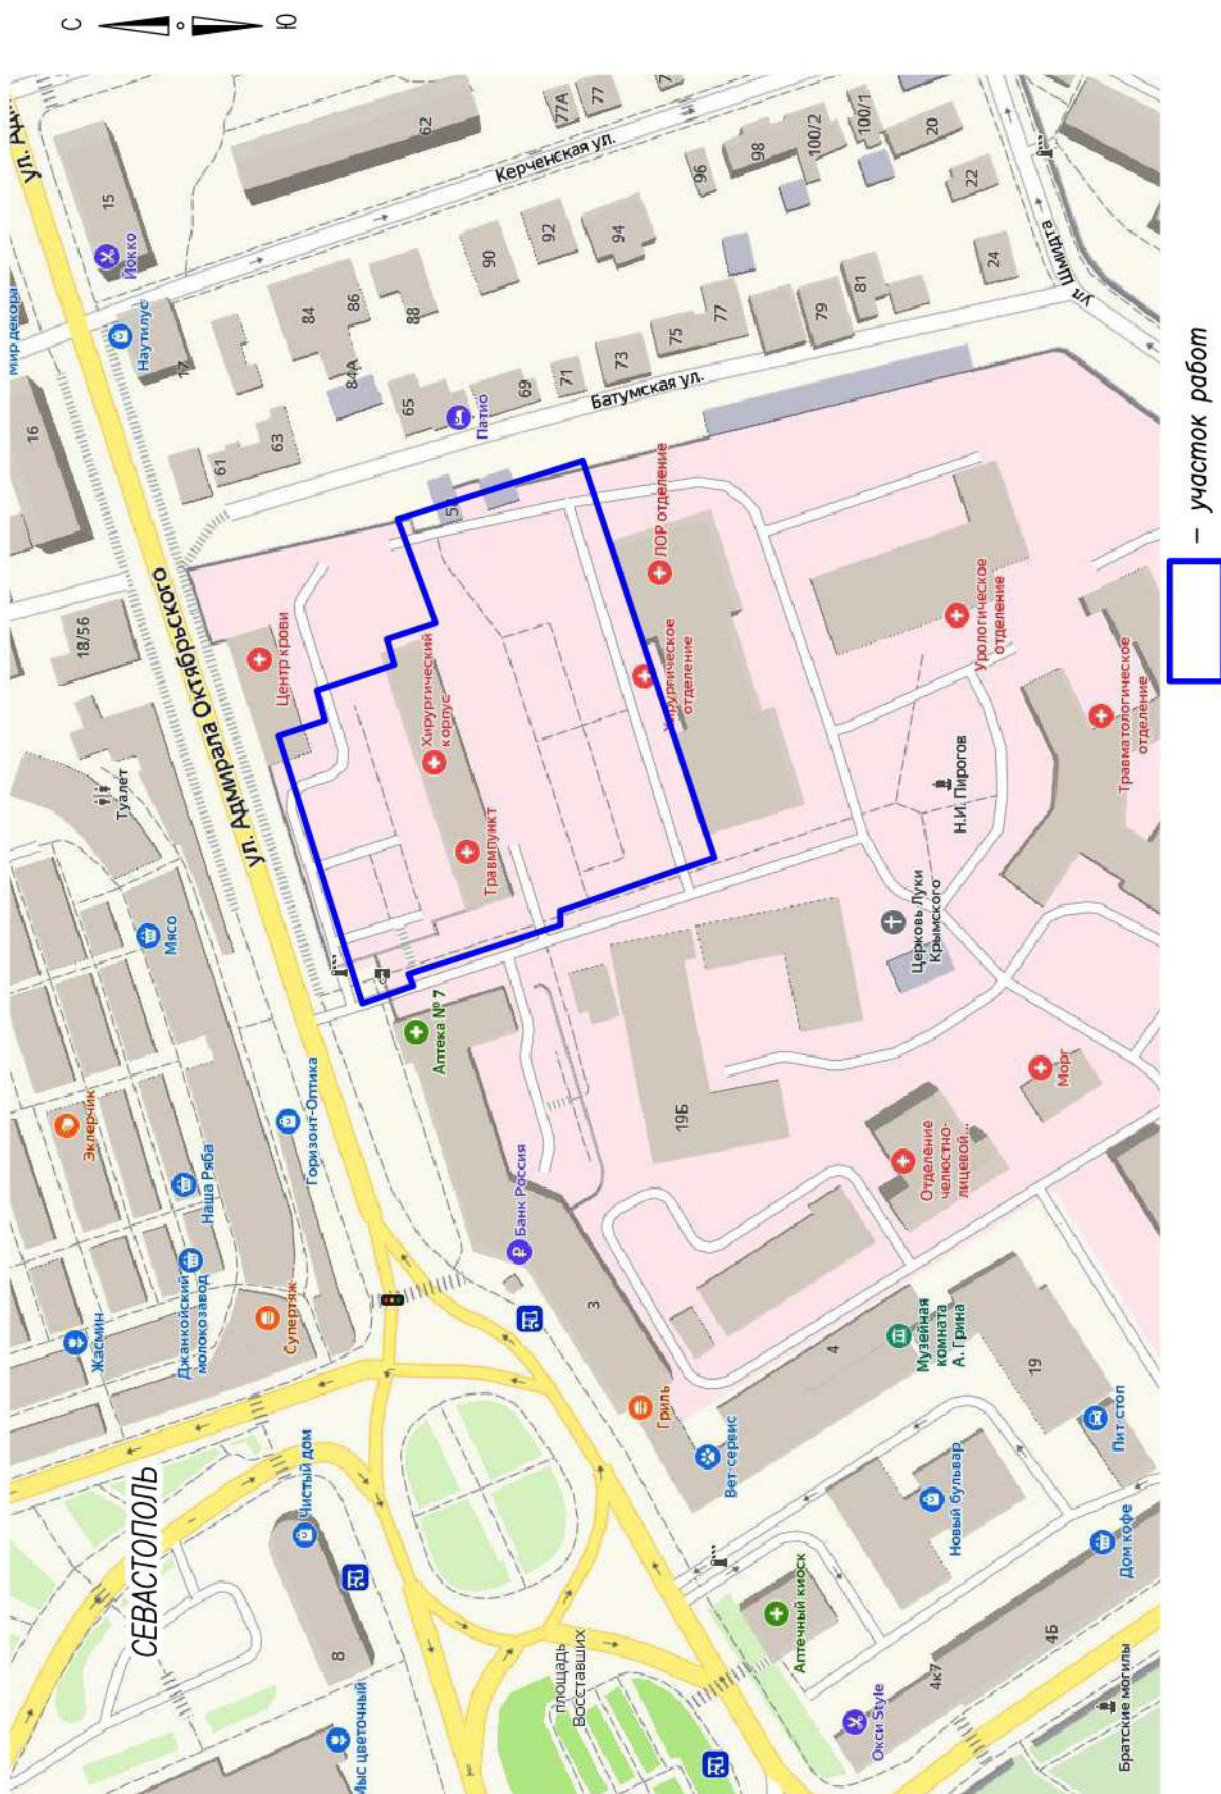 С
Ю
СЕВАСТОПОЛЬ
Мыс цветочный
8
Чистый дом
Жасмин
Джанкойский
молокозавод
Супертяж
Эклерчик
Наша Ряба
Горизонт-Оптика
Мясо
Туалет
18/56
16
мир декора
Наутилус
Йокко
15
17
ул. Адмирала Октябрьского
61
63
84А
84
86
88
65
Патио
69
71
73
75
77
79
81
90
92
94
96
98
100/2
100/1
20
22
24
62
77А
77
Керченская ул.
Батумская ул.
ул. Шмидта
Центр крови
Хирургический
корпус
Травмпункт
ЛОР отделение
Хирургическое
отделение
Урологическое
отделение
Травматологическое
отделение
Н.И. Пирогов
Церковь Луки
Крымского
Аптека № 7
19Б
Морг
Отделение
челюстно-
лицевой...
Банк Россия
3
Гриль
Вет-сервис
4
Музейная
комната
А. Грина
19
Пит-стоп
Новый бульвар
Дом кофе
Аптечный киоск
площадь
Восставших
Окси Style
4к7
4Б
Братские могилы
– участок работ